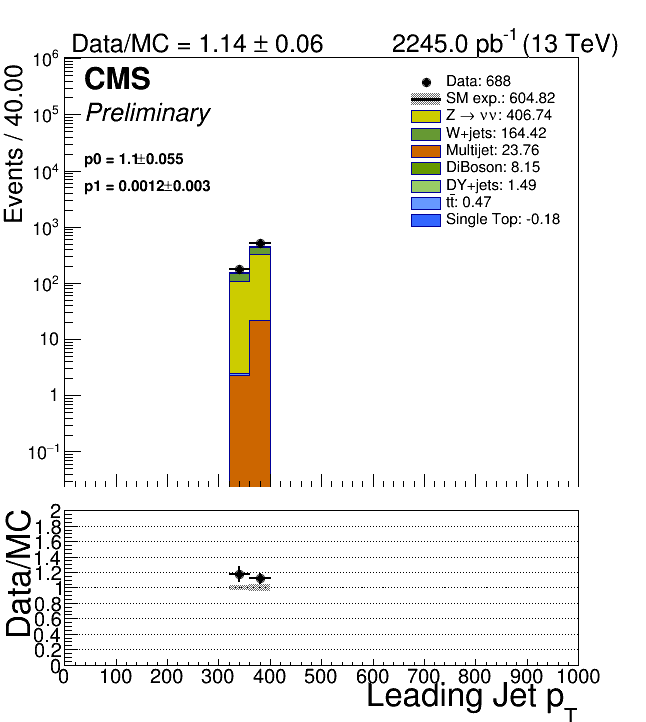 Data/MC = 1.14 ± 0.06
2245.0 pb⁻¹ (13 TeV)
Events / 40.00
10⁶
10⁵
10⁴
10³
10²
10
1
10⁻¹
CMS
Preliminary
p0 = 1.1±0.055
p1 = 0.0012±0.003
Data: 688
SM exp.: 604.82
Z → νν: 406.74
W+jets: 164.42
Multijet: 23.76
DiBoson: 8.15
DY+jets: 1.49
tt̄: 0.47
Single Top: -0.18
Data/MC
2
1.8
1.6
1.4
1.2
1
0.8
0.6
0.4
0.2
0
0 100 200 300 400 500 600 700 800 900 1000
Leading Jet p_T